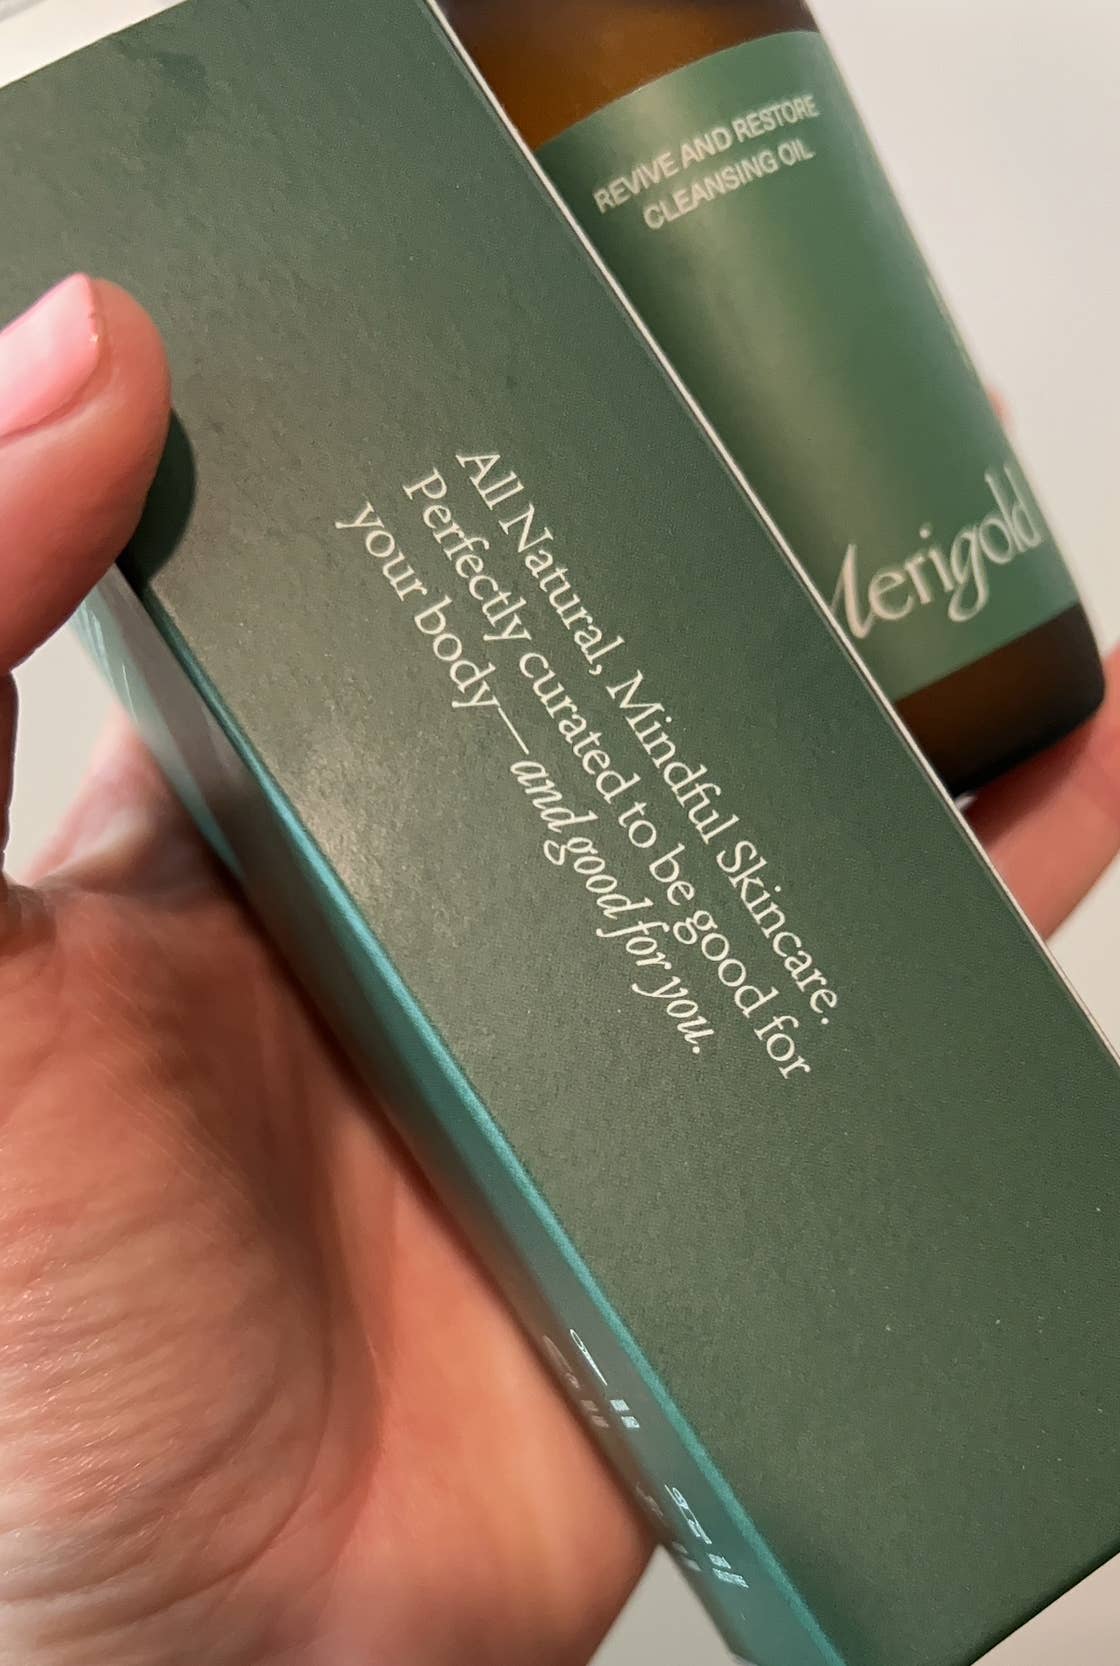 REVIVE AND RESTORE
CLEANSING OIL
Merigold
All Natural, Mindful Skincare.
Perfectly curated to be good for
your body—and good for you.